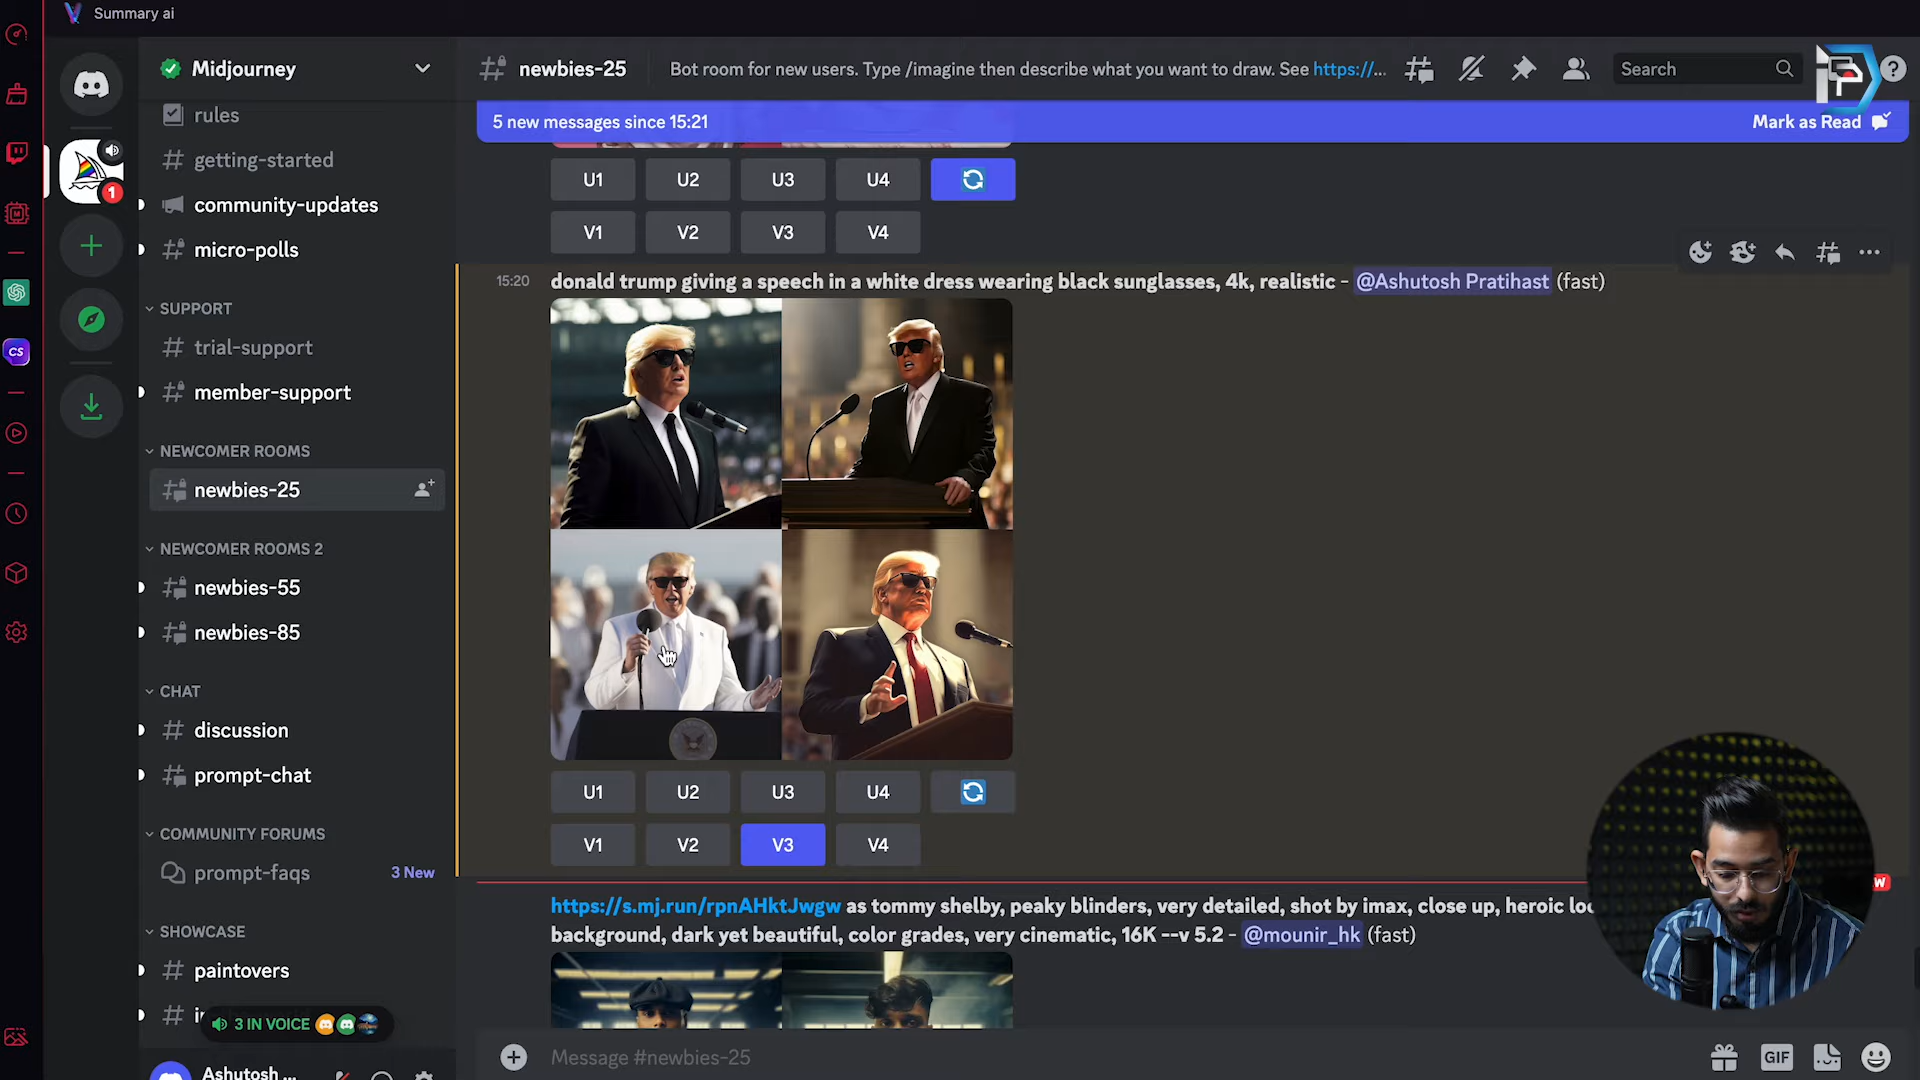 Summary ai
Midjourney
rules
getting-started
community-updates
micro-polls
SUPPORT
trial-support
member-support
NEWCOMER ROOMS
newbies-25
NEWCOMER ROOMS 2
newbies-55
newbies-85
CHAT
discussion
prompt-chat
COMMUNITY FORUMS
prompt-faqs 3 New
SHOWCASE
paintovers
3 IN VOICE
Ashutosh ...
1
CS
newbies-25 Bot room for new users. Type /imagine then describe what you want to draw. See https://... Search
5 new messages since 15:21 Mark as Read
U1 U2 U3 U4
V1 V2 V3 V4
15:20 donald trump giving a speech in a white dress wearing black sunglasses, 4k, realistic - @Ashutosh Pratihast (fast)
U1 U2 U3 U4
V1 V2 V3 V4
https://s.mj.run/rpnAHktJwgw as tommy shelby, peaky blinders, very detailed, shot by imax, close up, heroic
background, dark yet beautiful, color grades, very cinematic, 16K --v 5.2 - @mounir_hk (fast)
Message #newbies-25
GIF